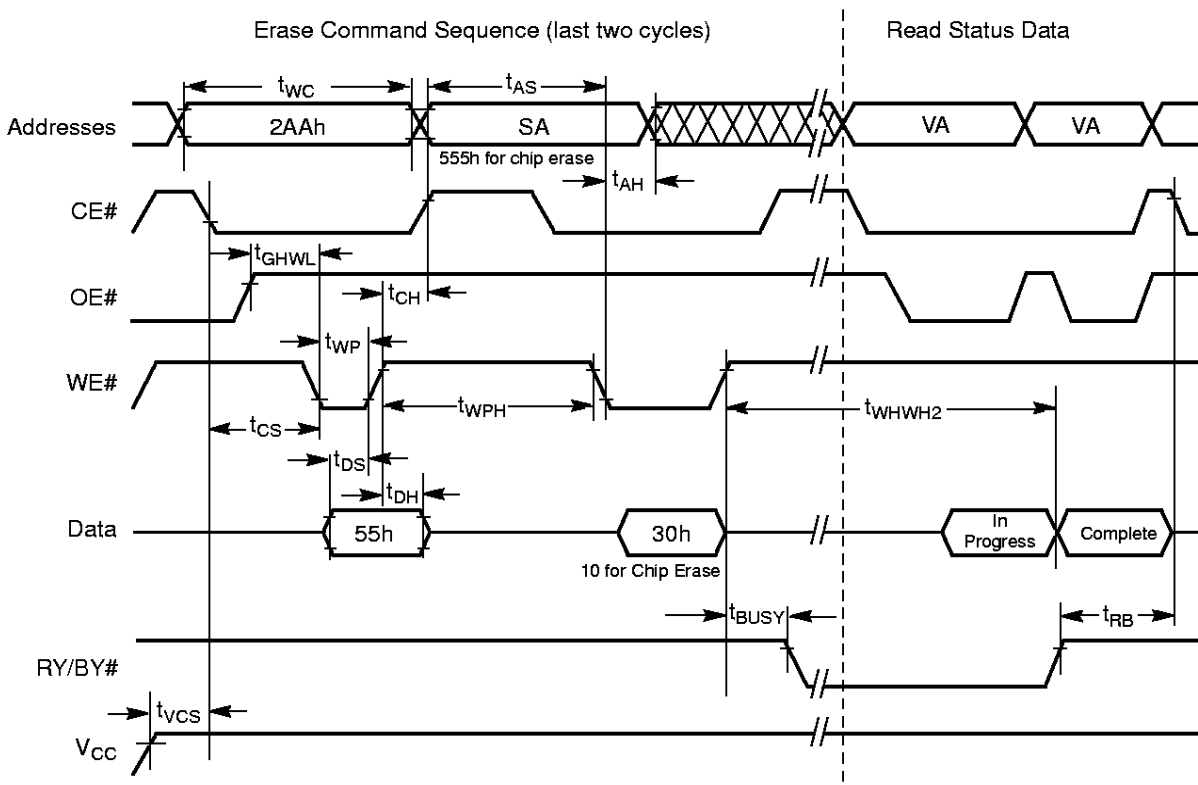 Erase Command Sequence (last two cycles)
Read Status Data
tWC
tAS
Addresses
2AAh
SA
VA
VA
555h for chip erase
tAH
CE#
tGHWL
OE#
tCH
tWP
WE#
tWPH
tWHWH2
tCS
tDS
tDH
Data
55h
30h
In
Progress
Complete
10 for Chip Erase
tBUSY
tRB
RY/BY#
tVCS
VCC